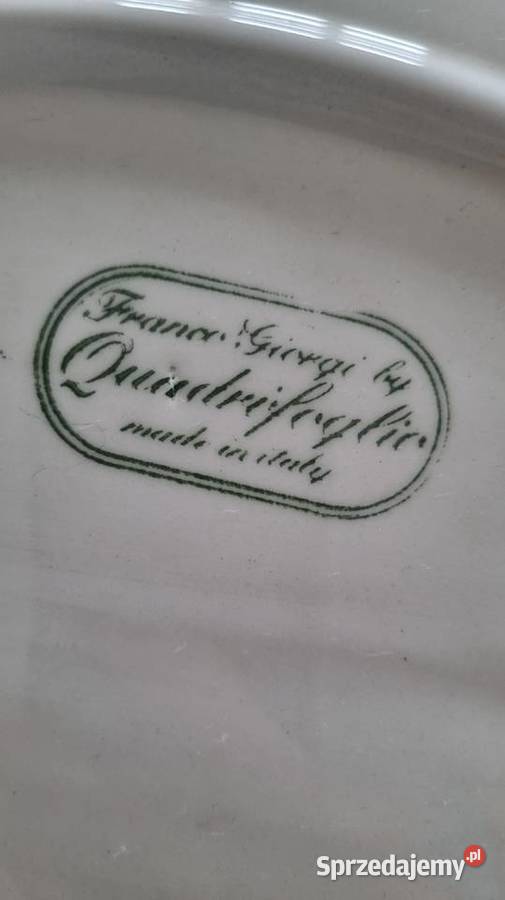 Franco Giorgi by
Quadrifoglio
made in italy
Sprzedajemy.pl